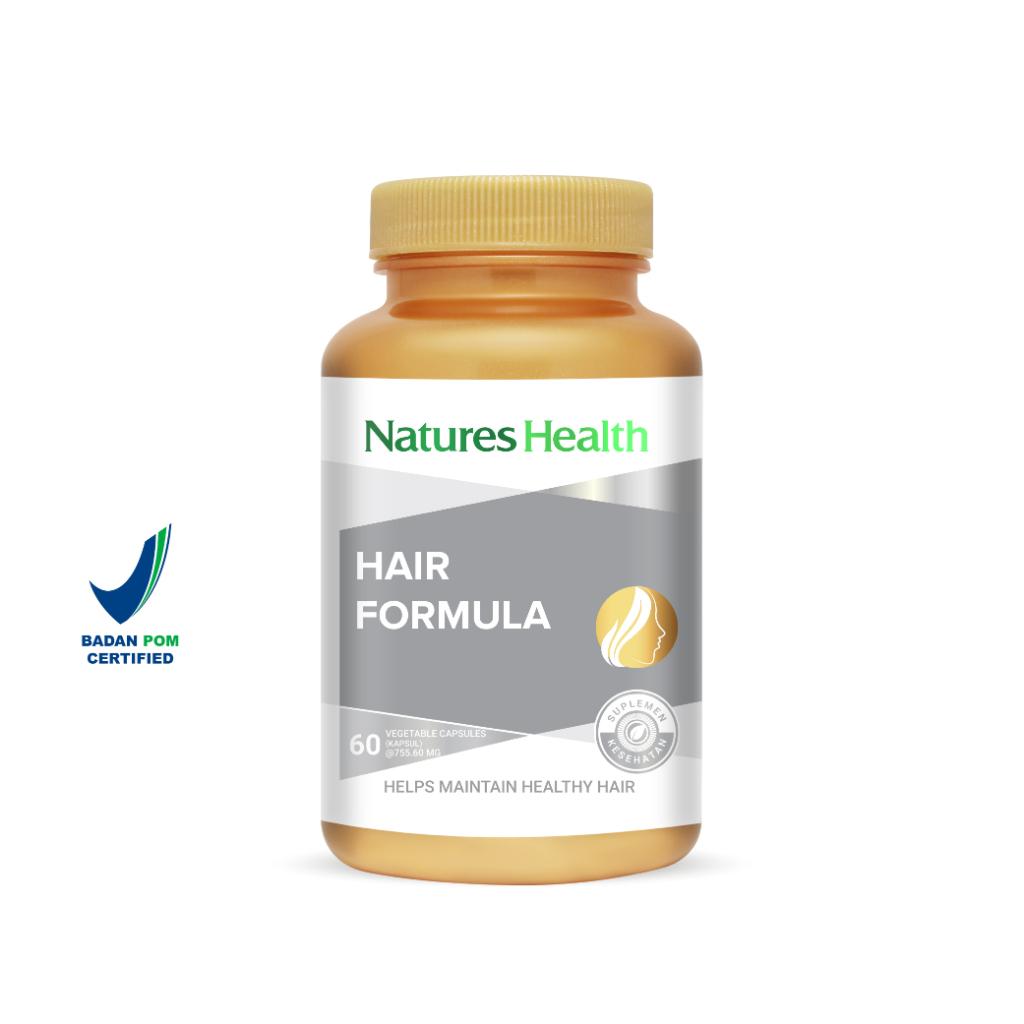 Natures Health
HAIR
FORMULA
60
VEGETABLE CAPSULES
(KAPSUL)
@755.60 MG
SUPLEMEN
KESEHATAN
HELPS MAINTAIN HEALTHY HAIR
BADAN POM
CERTIFIED